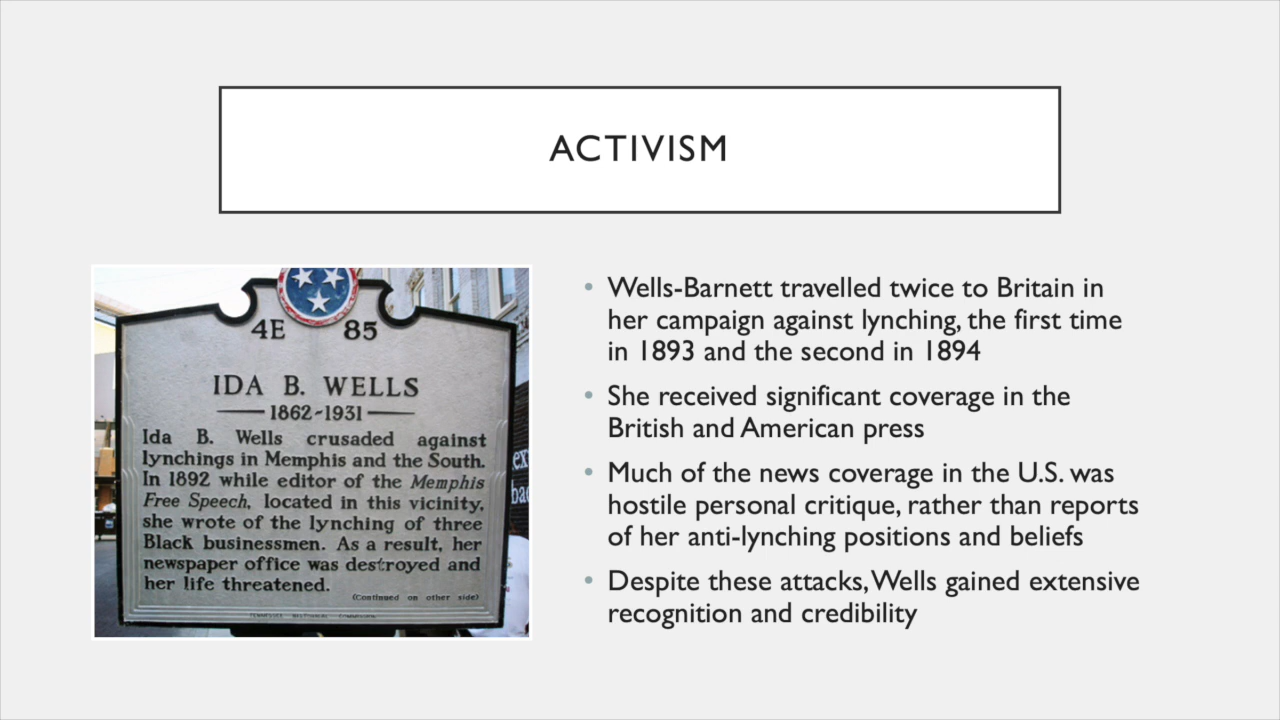 ACTIVISM
4E 85
IDA B. WELLS
1862-1931
Ida B. Wells crusaded against
lynchings in Memphis and the South.
In 1892 while editor of the Memphis
Free Speech, located in this vicinity,
she wrote of the lynching of three
Black businessmen. As a result, her
newspaper office was destroyed and
her life threatened.
(Continued on other side)
• Wells-Barnett travelled twice to Britain in
her campaign against lynching, the first time
in 1893 and the second in 1894
• She received significant coverage in the
British and American press
• Much of the news coverage in the U.S. was
hostile personal critique, rather than reports
of her anti-lynching positions and beliefs
• Despite these attacks, Wells gained extensive
recognition and credibility